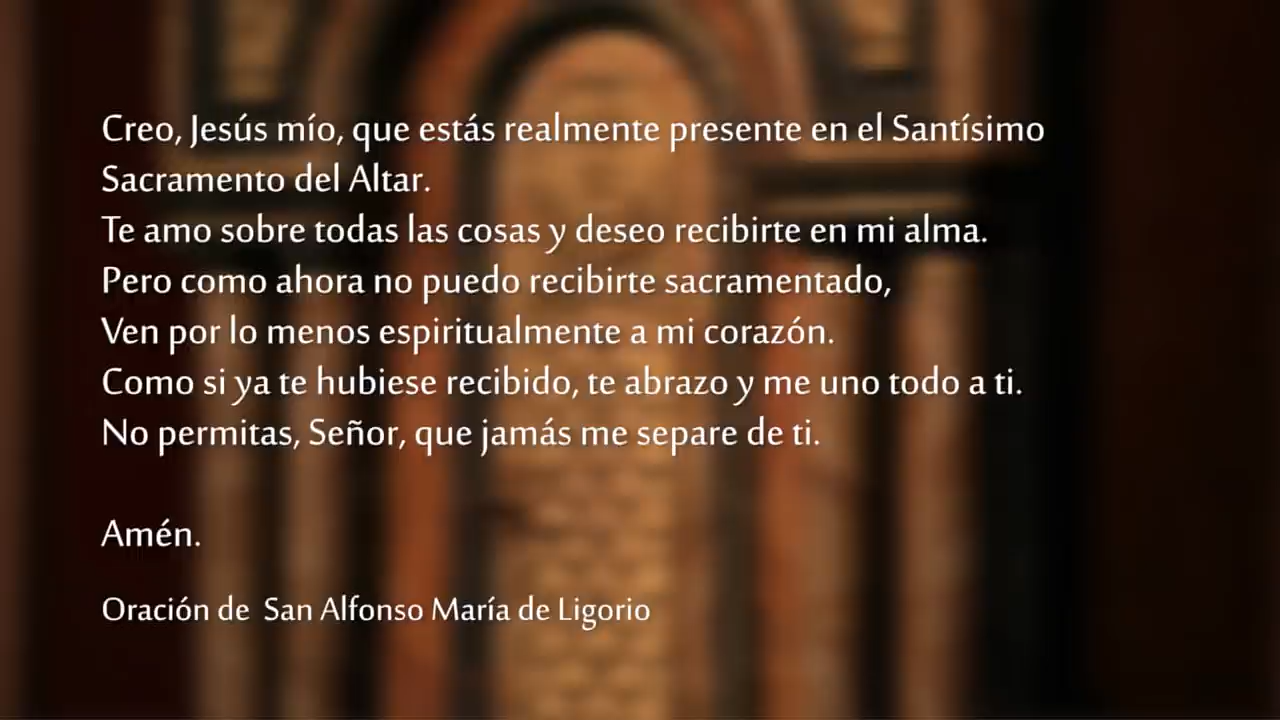 Creo, Jesús mío, que estás realmente presente en el Santísimo
Sacramento del Altar.
Te amo sobre todas las cosas y deseo recibirte en mi alma.
Pero como ahora no puedo recibirte sacramentado,
Ven por lo menos espiritualmente a mi corazón.
Como si ya te hubiese recibido, te abrazo y me uno todo a ti.
No permitas, Señor, que jamás me separe de ti.
Amén.
Oración de  San Alfonso María de Ligorio